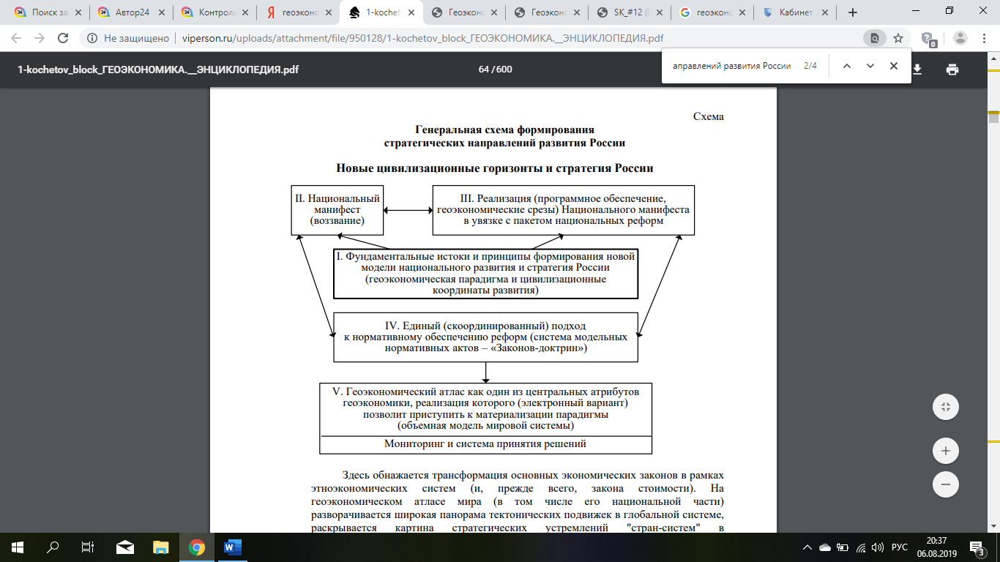 Поиск за
Автор24
Контроль
геоэконо
1-kochet
Геоэкон
Геоэкон
SK_#12 (
геоэконо
Кабинет
Не защищено
viperson.ru/uploads/attachment/file/950128/1-kochetov_block_ГЕОЭКОНОМИКА.__ЭНЦИКЛОПЕДИЯ.pdf
0
1-kochetov_block_ГЕОЭКОНОМИКА.__ЭНЦИКЛОПЕДИЯ.pdf
64 / 600
аправлений развития России 2/4
Схема
Генеральная схема формирования
стратегических направлений развития России
Новые цивилизационные горизонты и стратегия России
II. Национальный
манифест
(воззвание)
III. Реализация (программное обеспечение,
геоэкономические срезы) Национального манифеста
в увязке с пакетом национальных реформ
I. Фундаментальные истоки и принципы формирования новой
модели национального развития и стратегия России
(геоэкономическая парадигма и цивилизационные
координаты развития)
IV. Единый (скоординированный) подход
к нормативному обеспечению реформ (система модельных
нормативных актов – «Законов-доктрин»)
V. Геоэкономический атлас как один из центральных атрибутов
геоэкономики, реализация которого (электронный вариант)
позволит приступить к материализации парадигмы
(объемная модель мировой системы)
Мониторинг и система принятия решений
Здесь обнажается трансформация основных экономических законов в рамках
этноэкономических систем (и, прежде всего, закона стоимости). На
геоэкономическом атласе мира (в том числе его национальной части)
разворачивается широкая панорама тектонических подвижек в глобальной системе,
раскрывается картина стратегических устремлений "стран-систем" в
РУС
20:37
06.08.2019
3